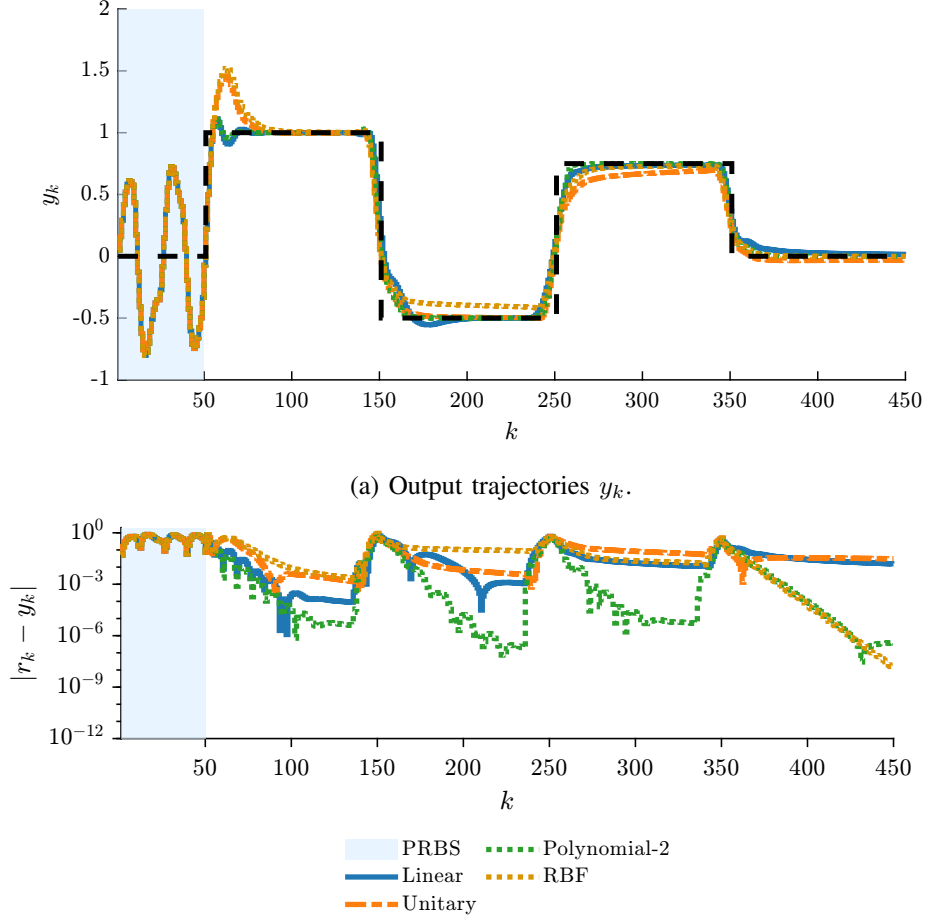 2
1.5
1
0.5
0
-0.5
-1
y_k
50 100 150 200 250 300 350 400 450
k
(a) Output trajectories y_k.
10^0
10^{-3}
10^{-6}
10^{-9}
10^{-12}
|r_k − y_k|
50 100 150 200 250 300 350 400 450
k
PRBS Polynomial-2
Linear RBF
Unitary